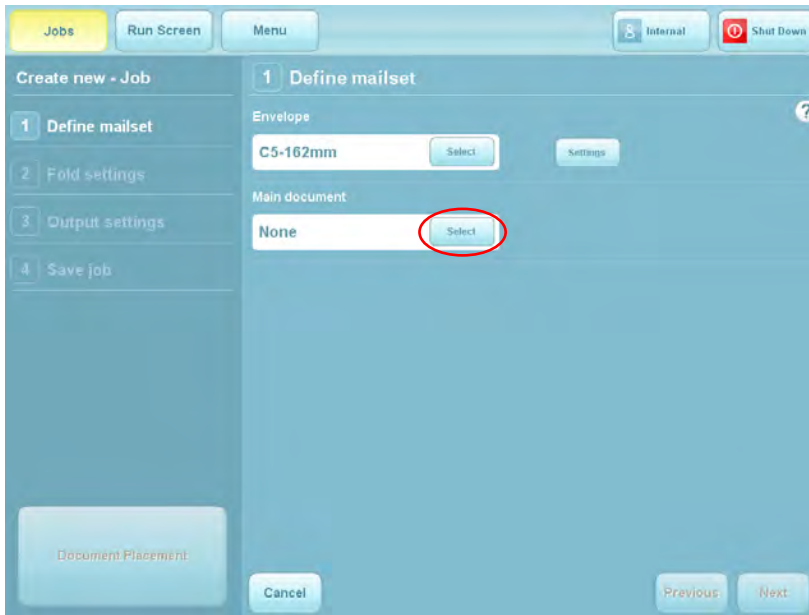 Jobs
Run Screen
Menu
Internal
Shut Down
Create new - Job
1 Define mailset
2 Fold settings
3 Output settings
4 Save job
Document Placement
1 Define mailset
?
Envelope
C5-162mm
Select
Settings
Main document
None
Select
Cancel
Previous
Next